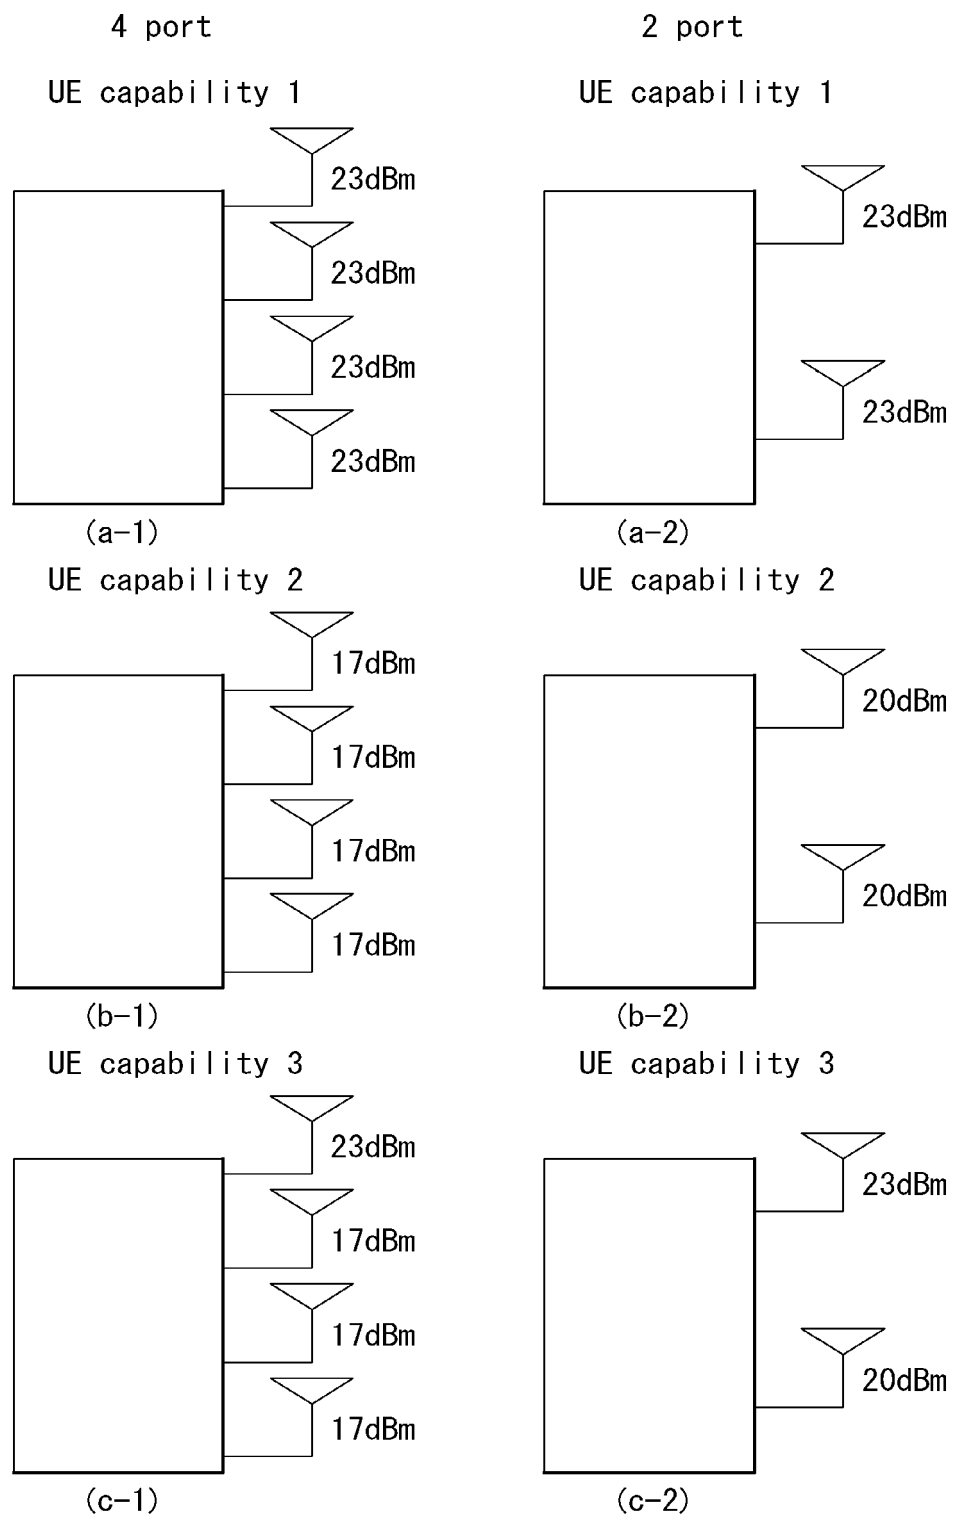 4 port
2 port
UE capability 1
UE capability 1
23dBm
23dBm
23dBm
23dBm
23dBm
23dBm
(a-1)
(a-2)
UE capability 2
UE capability 2
17dBm
20dBm
17dBm
17dBm
20dBm
17dBm
(b-1)
(b-2)
UE capability 3
UE capability 3
23dBm
23dBm
17dBm
17dBm
20dBm
17dBm
(c-1)
(c-2)